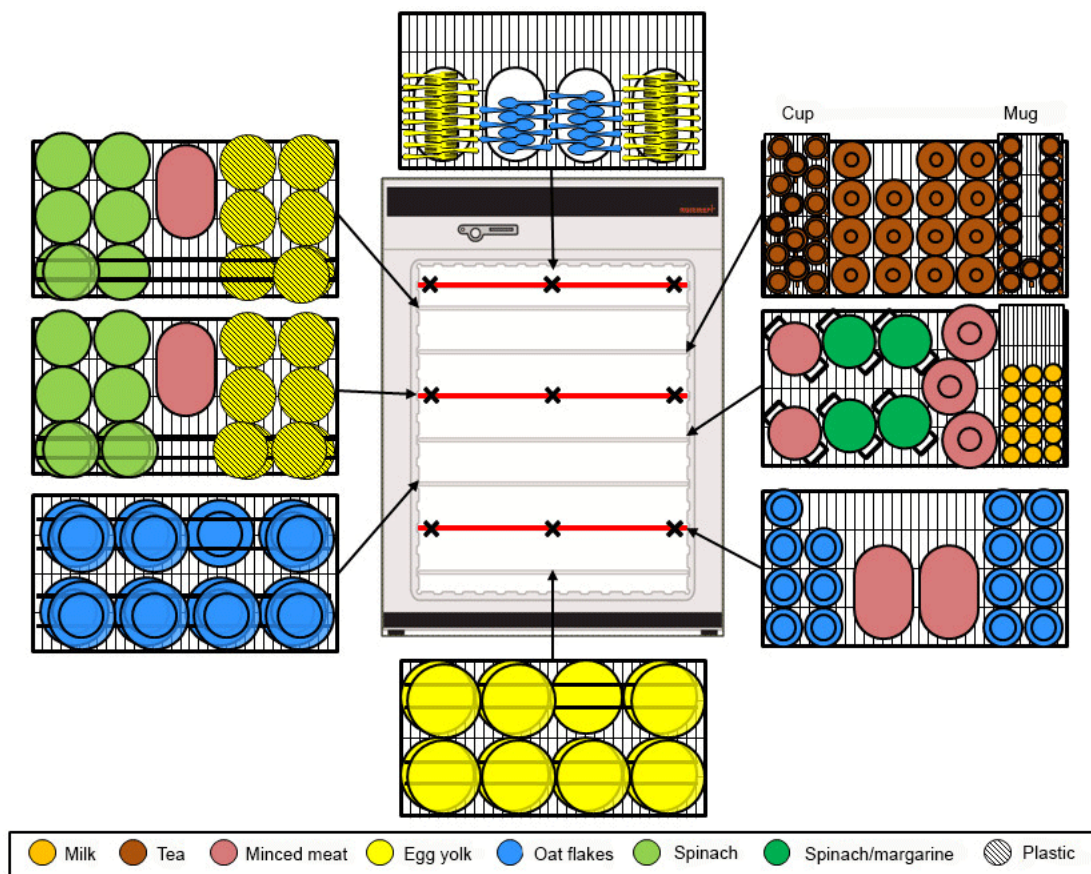 Cup
Mug
Milk
Tea
Minced meat
Egg yolk
Oat flakes
Spinach
Spinach/margarine
Plastic